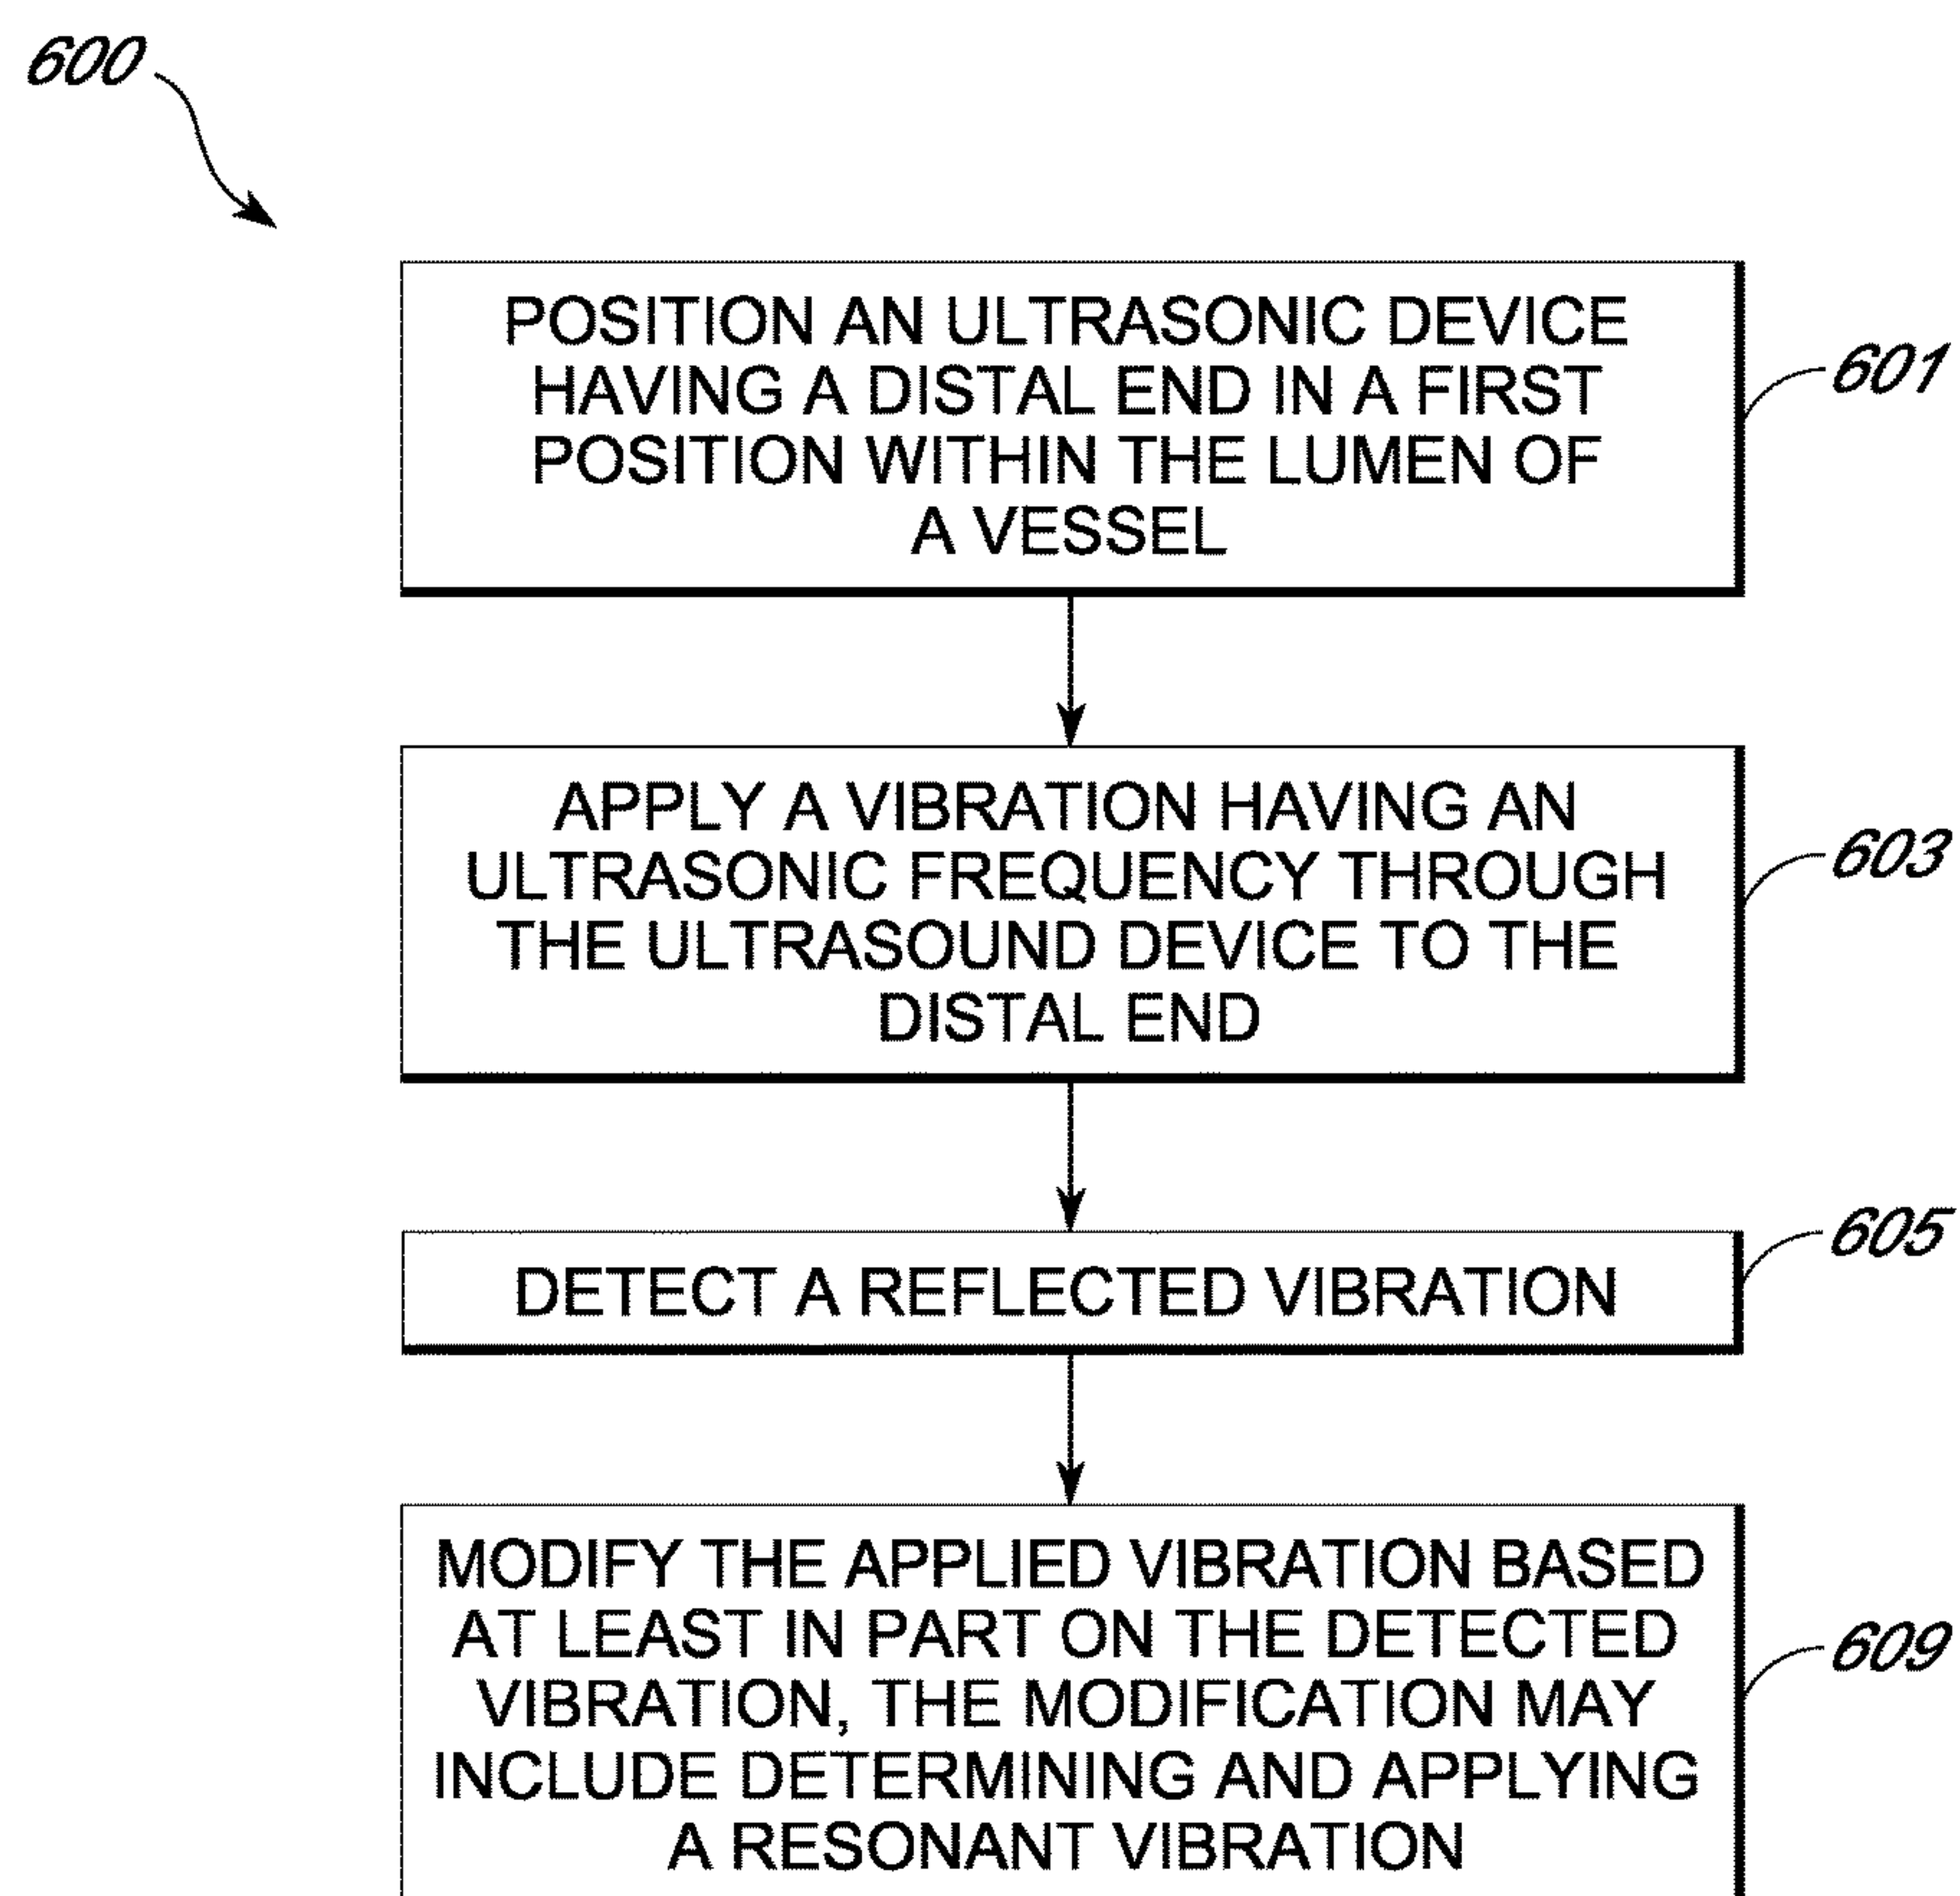 600
POSITION AN ULTRASONIC DEVICE
HAVING A DISTAL END IN A FIRST
POSITION WITHIN THE LUMEN OF
A VESSEL
601
APPLY A VIBRATION HAVING AN
ULTRASONIC FREQUENCY THROUGH
THE ULTRASOUND DEVICE TO THE
DISTAL END
603
DETECT A REFLECTED VIBRATION
605
MODIFY THE APPLIED VIBRATION BASED
AT LEAST IN PART ON THE DETECTED
VIBRATION, THE MODIFICATION MAY
INCLUDE DETERMINING AND APPLYING
A RESONANT VIBRATION
609